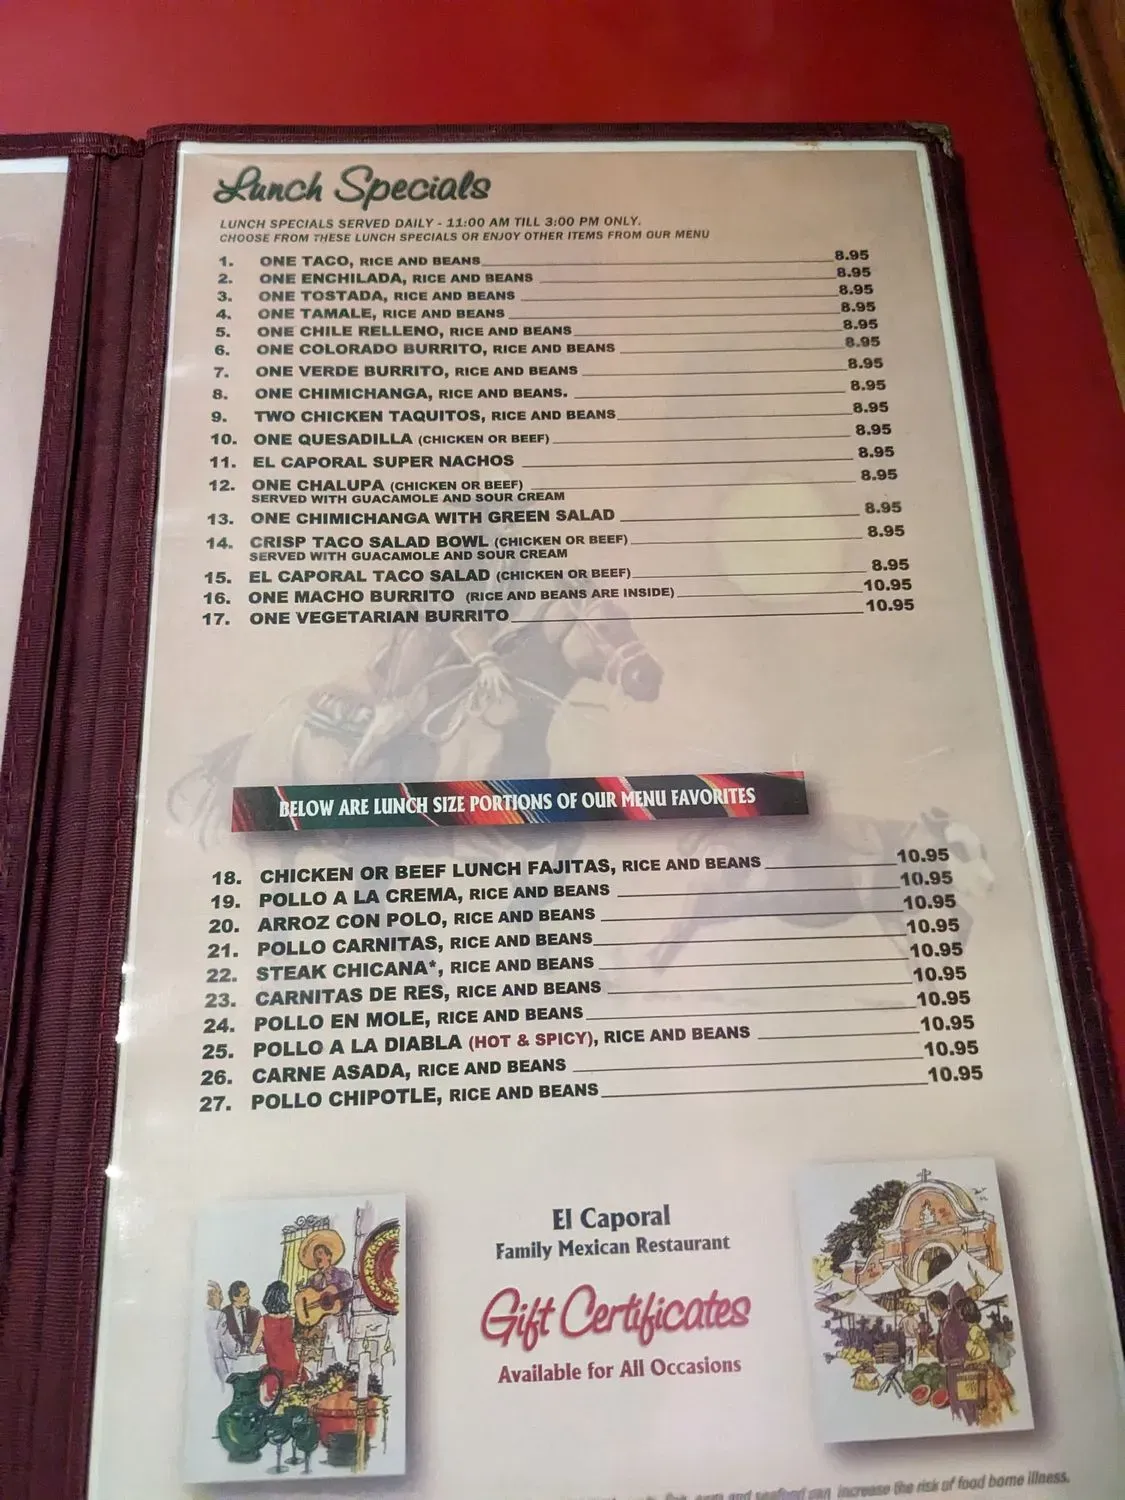 Lunch Specials
LUNCH SPECIALS SERVED DAILY - 11:00 AM TILL 3:00 PM ONLY.
CHOOSE FROM THESE LUNCH SPECIALS OR ENJOY OTHER ITEMS FROM OUR MENU
1. ONE TACO, RICE AND BEANS 8.95
2. ONE ENCHILADA, RICE AND BEANS 8.95
3. ONE TOSTADA, RICE AND BEANS 8.95
4. ONE TAMALE, RICE AND BEANS 8.95
5. ONE CHILE RELLENO, RICE AND BEANS 8.95
6. ONE COLORADO BURRITO, RICE AND BEANS 8.95
7. ONE VERDE BURRITO, RICE AND BEANS 8.95
8. ONE CHIMICHANGA, RICE AND BEANS. 8.95
9. TWO CHICKEN TAQUITOS, RICE AND BEANS 8.95
10. ONE QUESADILLA (CHICKEN OR BEEF) 8.95
11. EL CAPORAL SUPER NACHOS 8.95
12. ONE CHALUPA (CHICKEN OR BEEF) 8.95
SERVED WITH GUACAMOLE AND SOUR CREAM
13. ONE CHIMICHANGA WITH GREEN SALAD 8.95
14. CRISP TACO SALAD BOWL (CHICKEN OR BEEF) 8.95
SERVED WITH GUACAMOLE AND SOUR CREAM
15. EL CAPORAL TACO SALAD (CHICKEN OR BEEF) 8.95
16. ONE MACHO BURRITO (RICE AND BEANS ARE INSIDE) 10.95
17. ONE VEGETARIAN BURRITO 10.95
BELOW ARE LUNCH SIZE PORTIONS OF OUR MENU FAVORITES
18. CHICKEN OR BEEF LUNCH FAJITAS, RICE AND BEANS 10.95
19. POLLO A LA CREMA, RICE AND BEANS 10.95
20. ARROZ CON POLO, RICE AND BEANS 10.95
21. POLLO CARNITAS, RICE AND BEANS 10.95
22. STEAK CHICANA*, RICE AND BEANS 10.95
23. CARNITAS DE RES, RICE AND BEANS 10.95
24. POLLO EN MOLE, RICE AND BEANS 10.95
25. POLLO A LA DIABLA (HOT & SPICY), RICE AND BEANS 10.95
26. CARNE ASADA, RICE AND BEANS 10.95
27. POLLO CHIPOTLE, RICE AND BEANS 10.95
El Caporal
Family Mexican Restaurant
Gift Certificates
Available for All Occasions
and seafood can increase the risk of food borne illness.